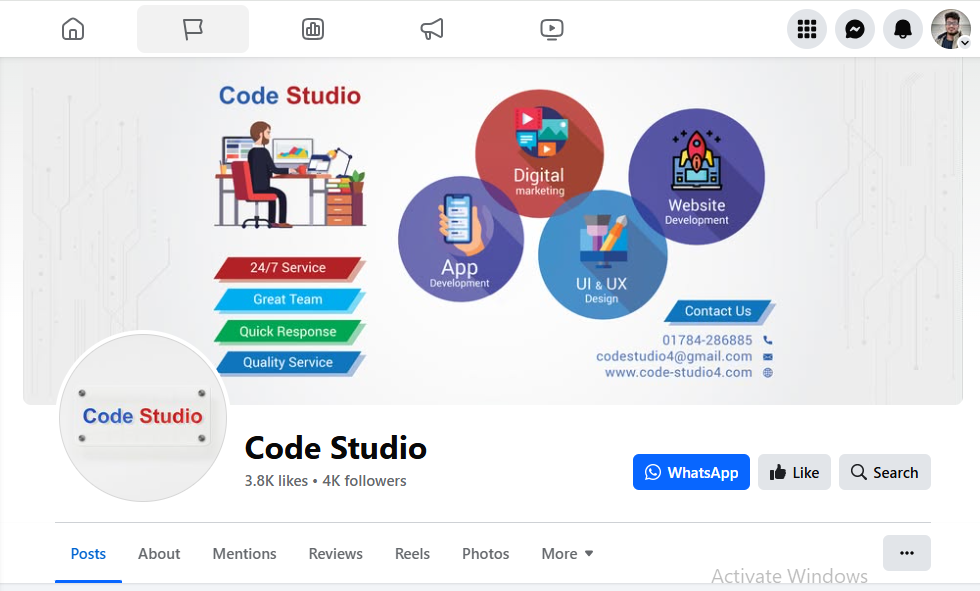 Code Studio
24/7 Service
Great Team
Quick Response
Quality Service
Digital
marketing
Website
Development
App
Development
UI & UX
Design
Contact Us
01784-286885
codestudio4@gmail.com
www.code-studio4.com
Code Studio
Code Studio
3.8K likes • 4K followers
WhatsApp
Like
Search
Posts About Mentions Reviews Reels Photos More
Activate Windows